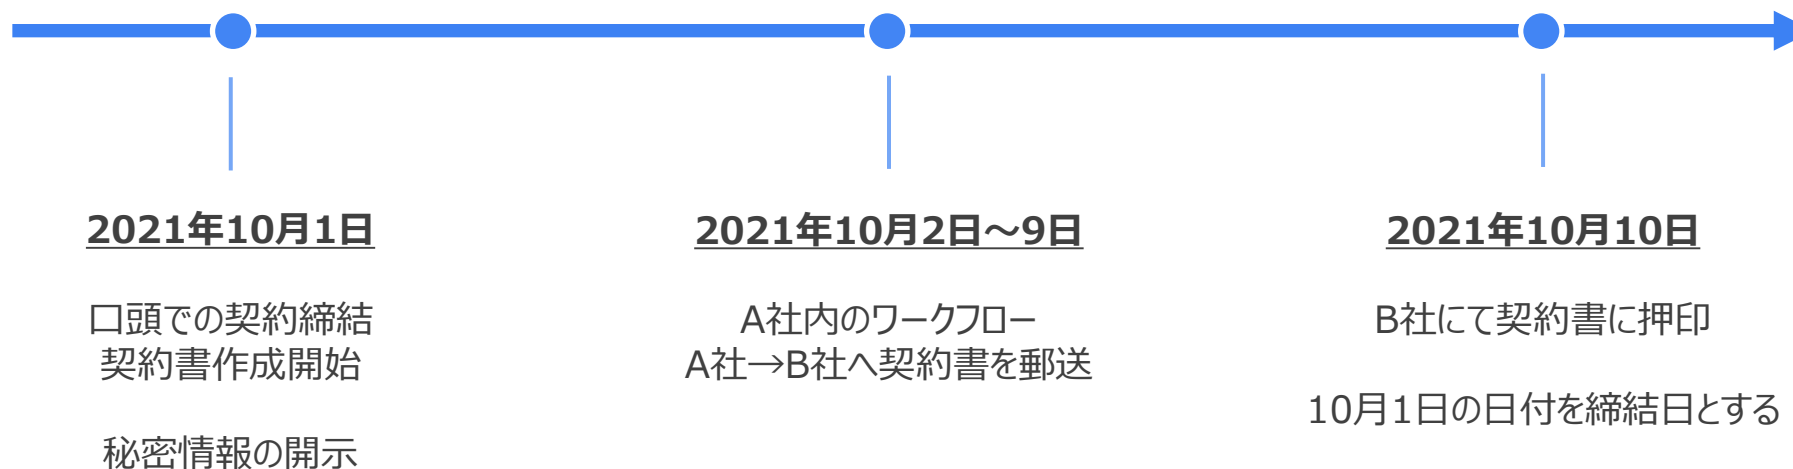 2021年10月1日
口頭での契約締結
契約書作成開始
秘密情報の開示
2021年10月2日～9日
A社内のワークフロー
A社→B社へ契約書を郵送
2021年10月10日
B社にて契約書に押印
10月1日の日付を締結日とする